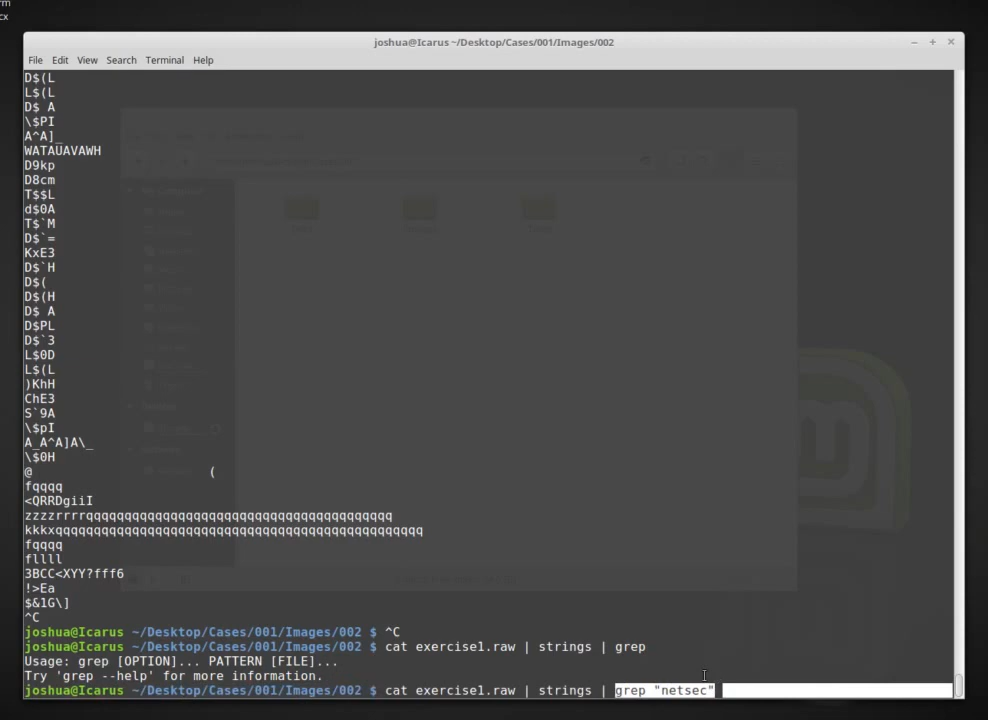 rm
cx
joshua@Icarus ~/Desktop/Cases/001/Images/002
File Edit View Search Terminal Help
D$(L
L$(L
D$ A
\$PI
A^A]_
WATAUAVAWH
D9kp
D8cm
T$$L
d$0A
T$`M
D$`=
KxE3
D$`H
D$(
D$(H
D$ A
D$PL
D$`3
L$0D
L$(L
)KhH
ChE3
S`9A
\$pI
A_A^A]A\_
\$0H
@ (
fqqqq
<QRRDgiiI
zzzzrrrrqqqqqqqqqqqqqqqqqqqqqqqqqqqqqqqqqqqqqqqq
kkkxqqqqqqqqqqqqqqqqqqqqqqqqqqqqqqqqqqqqqqqqqqqqqqqq
fqqqq
fllll
3BCC<XYY?fff6
!>Ea
$&1G\]
^C
joshua@Icarus ~/Desktop/Cases/001/Images/002 $ ^C
joshua@Icarus ~/Desktop/Cases/001/Images/002 $ cat exercise1.raw | strings | grep
Usage: grep [OPTION]... PATTERN [FILE]...
Try 'grep --help' for more information.
joshua@Icarus ~/Desktop/Cases/001/Images/002 $ cat exercise1.raw | strings | grep "netsec"